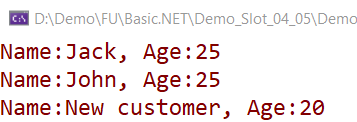 D:\Demo\FU\Basic.NET\Demo_Slot_04_05\Demo
Name:Jack, Age:25
Name:John, Age:25
Name:New customer, Age:20